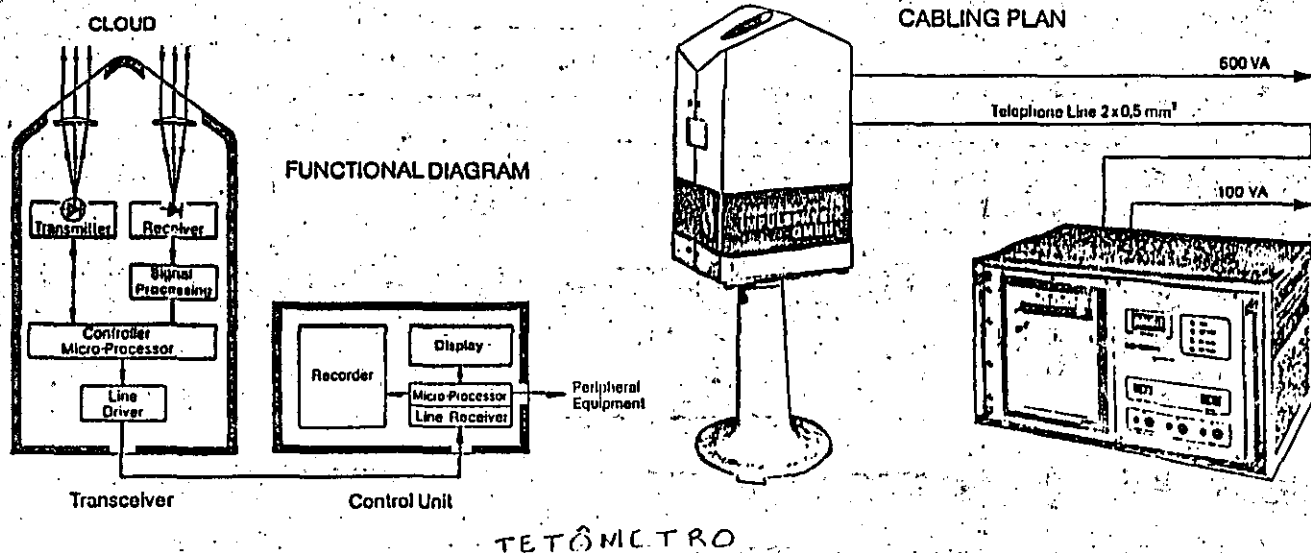 CLOUD
CABLING PLAN
600 VA
Telephone Line 2x0,5 mm²
FUNCTIONAL DIAGRAM
100 VA
Transmitter
Receiver
Signal
Processing
Controller
Micro-Processor
Line
Driver
Recorder
Display
Micro-Processor
Line Receiver
Peripheral
Equipment
Transceiver
Control Unit
TETÔMETRO